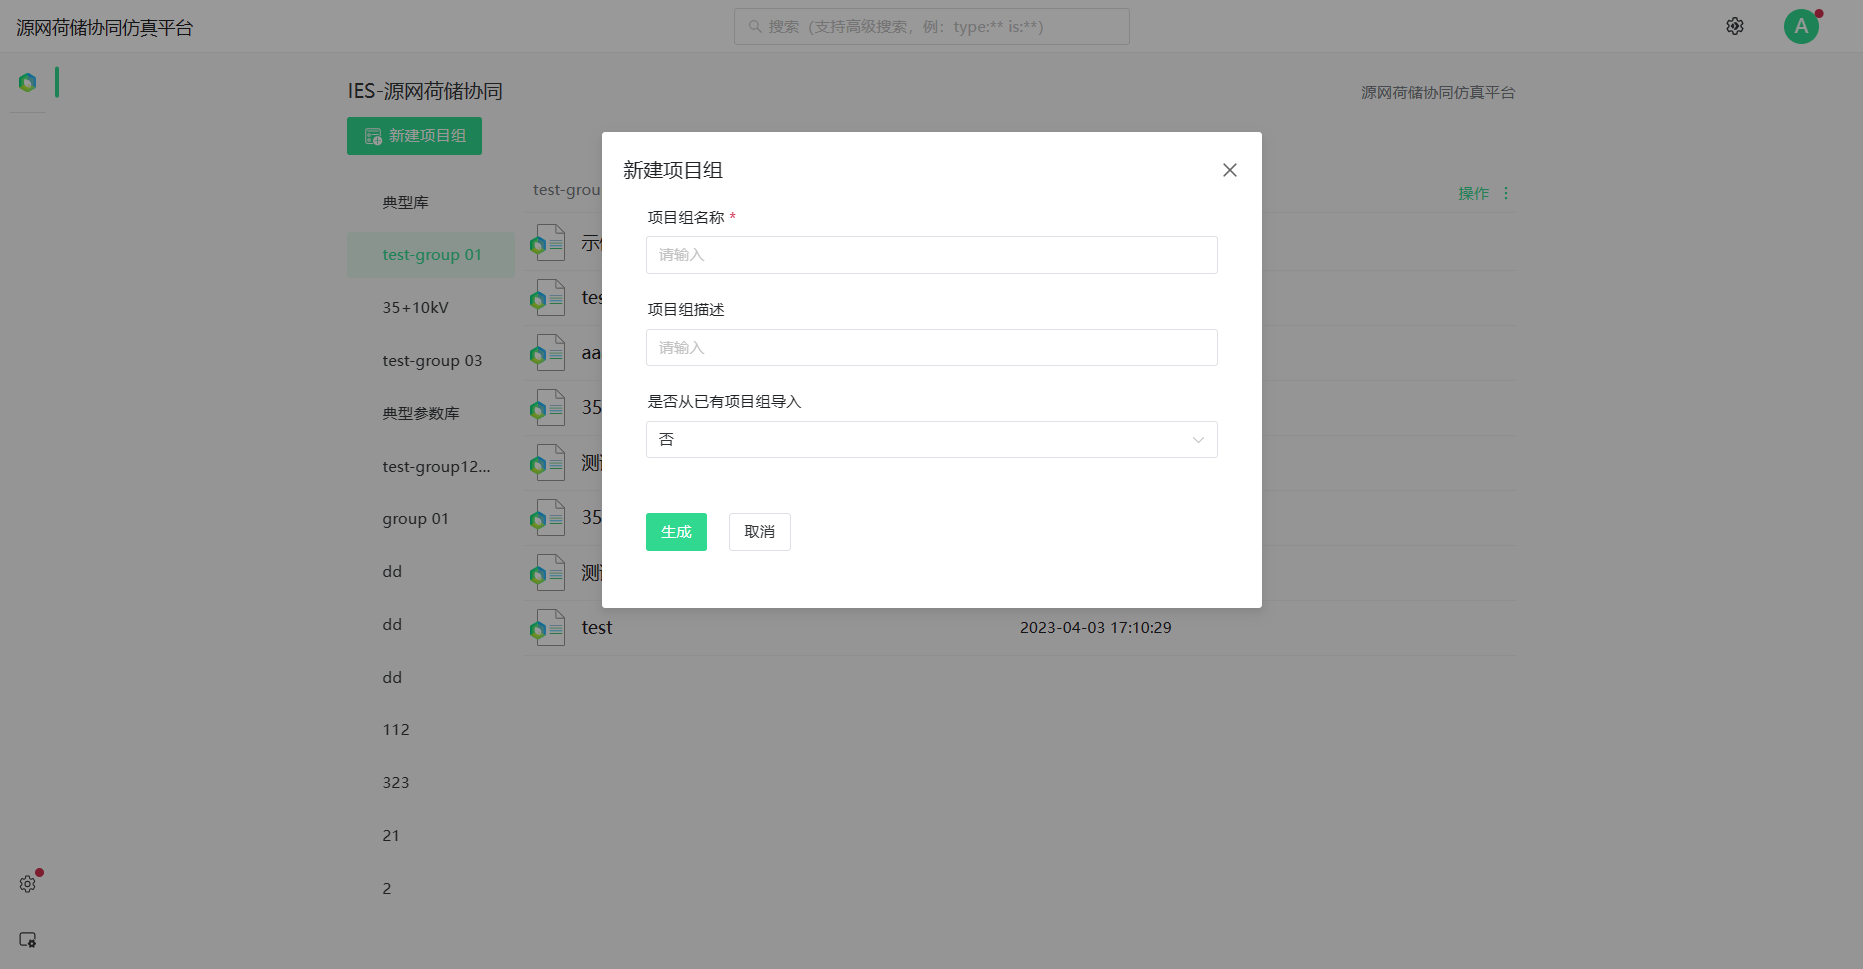 源网荷储协同仿真平台
搜索（支持高级搜索，例：type:** is:**）
A
IES-源网荷储协同
源网荷储协同仿真平台
新建项目组
典型库
test-group 01
35+10kV
test-group 03
典型参数库
test-group12...
group 01
dd
dd
dd
112
323
21
2
test-grou
操作
示
tes
aa
35
测
35
测
test
2023-04-03 17:10:29
新建项目组
项目组名称 *
请输入
项目组描述
请输入
是否从已有项目组导入
否
生成
取消